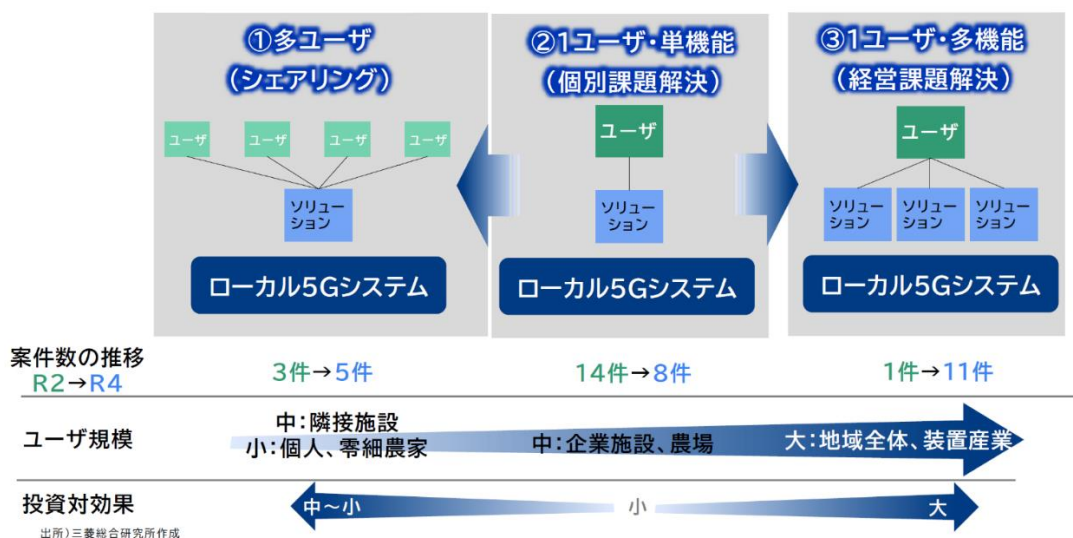 ①多ユーザ
（シェアリング）
ユーザ
ユーザ
ユーザ
ユーザ
ソリュー
ション
ローカル5Gシステム
②1ユーザ・単機能
（個別課題解決）
ユーザ
ソリュー
ション
ローカル5Gシステム
③1ユーザ・多機能
（経営課題解決）
ユーザ
ソリュー
ション
ソリュー
ション
ソリュー
ション
ローカル5Gシステム
案件数の推移
R2→R4
3件→5件
14件→8件
1件→11件
ユーザ規模
中：隣接施設
小：個人、零細農家
中：企業施設、農場
大：地域全体、装置産業
投資対効果
中～小
小
大
出所）三菱総合研究所作成